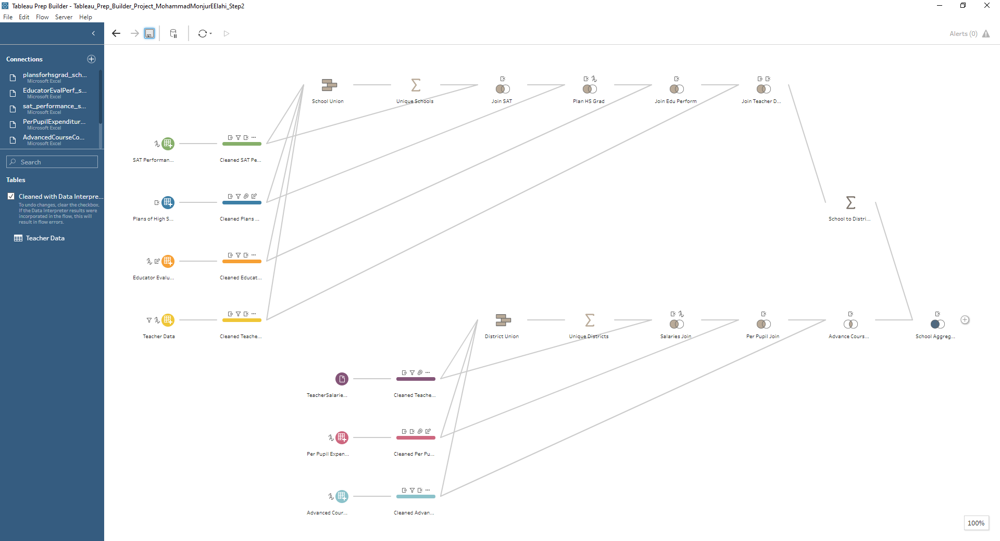 Tableau Prep Builder - Tableau_Prep_Builder_Project_MohammadMonjurEElahi_Step2
File Edit Flow Server Help
Alerts (0)
Connections
plansforhsgrad_sch...
Microsoft Excel
EducatorEvalPerf_s...
Microsoft Excel
sat_performance_s...
Microsoft Excel
PerPupilExpenditur...
Microsoft Excel
AdvancedCourseCo...
Microsoft Excel
Search
Tables
Cleaned with Data Interpre...
To undo changes, clear the checkbox.
If the Data Interpreter results were
incorporated in the flow, this will
result in flow errors.
Teacher Data
School Union
Unique Schools
Join SAT
Plan HS Grad
Join Edu Perform
Join Teacher D...
SAT Performan...
Cleaned SAT Pe...
Plans of High S...
Cleaned Plans ...
School to Distri...
Educator Evalu...
Cleaned Educat...
Teacher Data
Cleaned Teache...
District Union
Unique Districts
Salaries Join
Per Pupil Join
Advance Cours...
School Aggreg...
TeacherSalarie...
Cleaned Teache...
Per Pupil Expen...
Cleaned Per Pu...
Advanced Cour...
Cleaned Advan...
100%